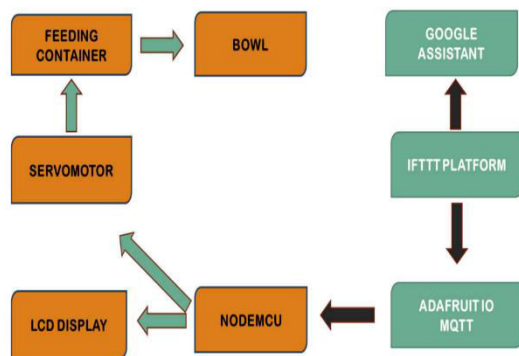 FEEDING
CONTAINER
BOWL
GOOGLE
ASSISTANT
SERVOMOTOR
IFTTT PLATFORM
LCD DISPLAY
NODEMCU
ADAFRUIT IO
MQTT